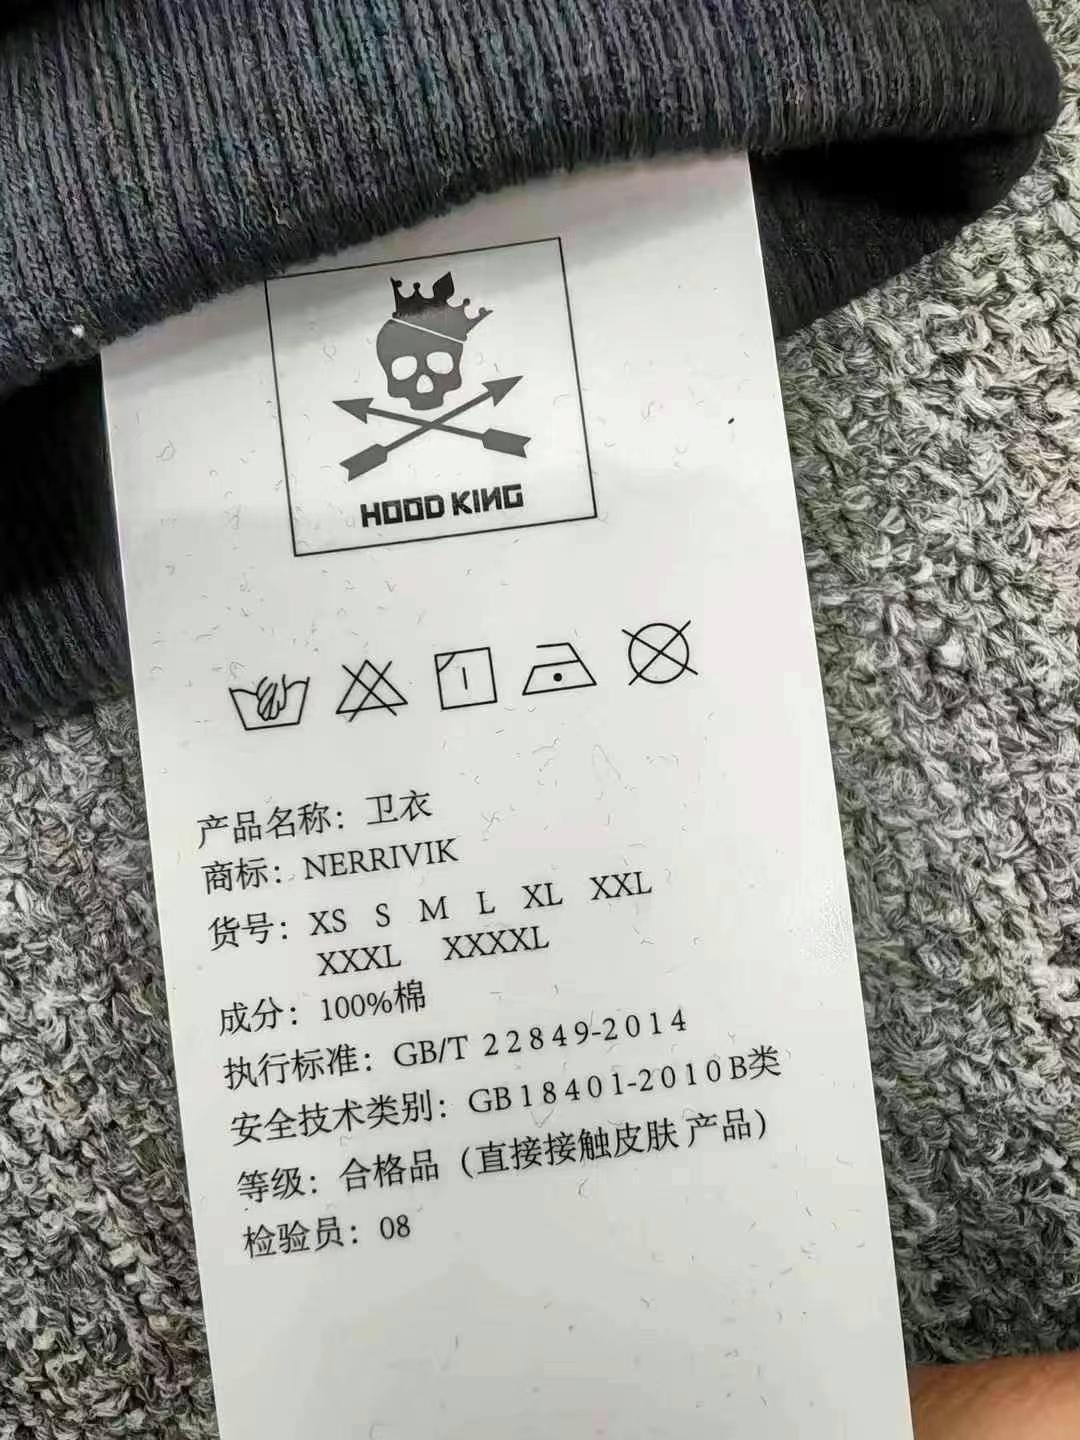 HOOD KING
产品名称：卫衣
商标：NERRIVIK
货号：XS S M L XL XXL
XXXL XXXXL
成分：100%棉
执行标准：GB/T 22849-2014
安全技术类别：GB18401-2010B类
等级：合格品（直接接触皮肤产品）
检验员：08